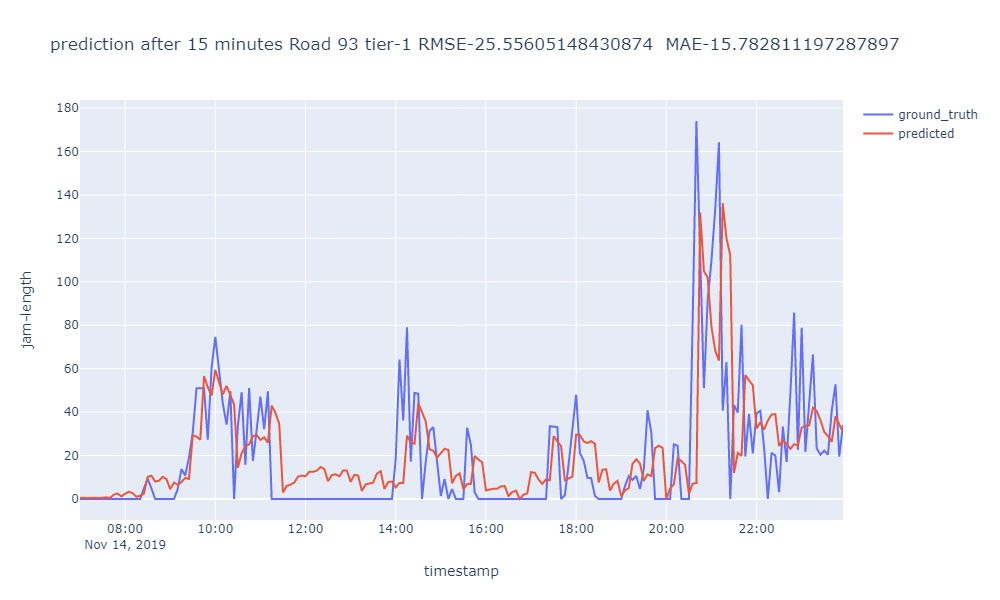 prediction after 15 minutes Road 93 tier-1 RMSE-25.55605148430874  MAE-15.782811197287897
ground_truth
predicted
180
160
140
120
100
80
60
40
20
0
jam-length
08:00 10:00 12:00 14:00 16:00 18:00 20:00 22:00
Nov 14, 2019
timestamp